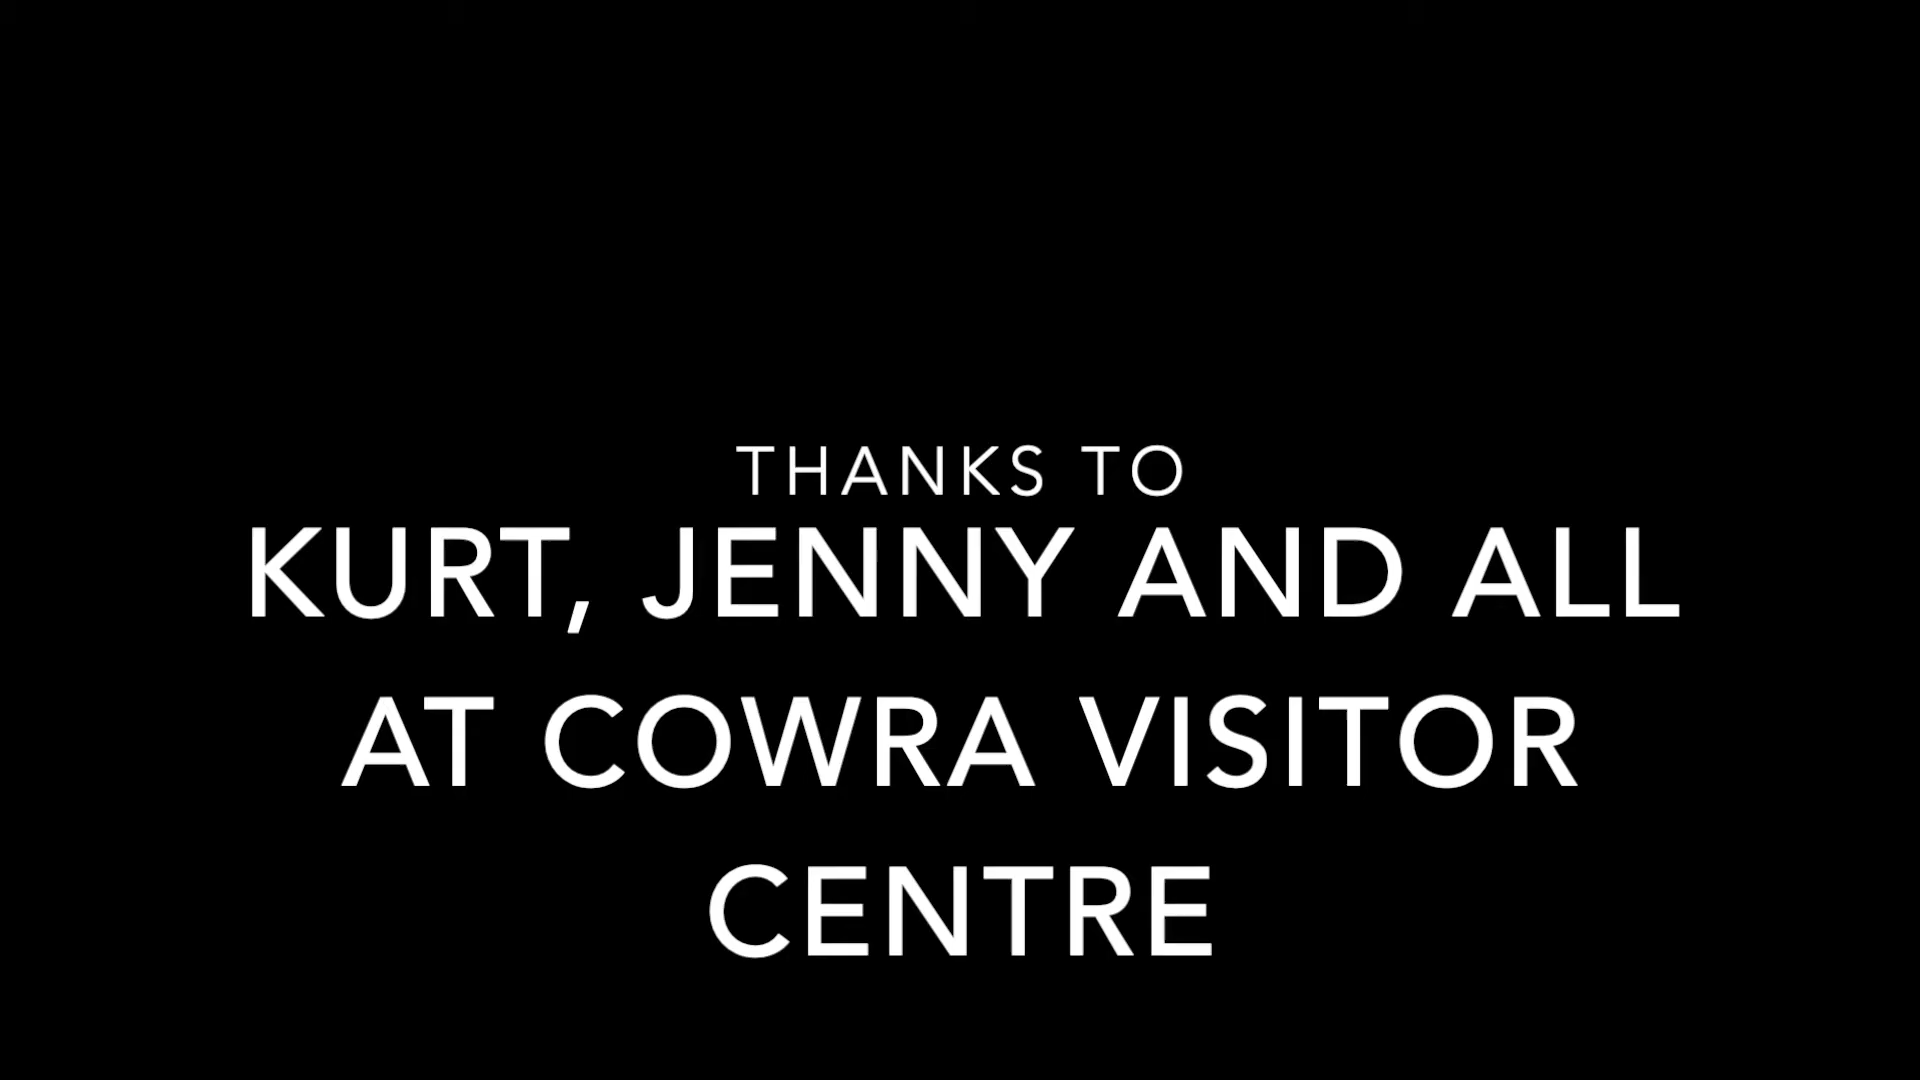 THANKS TO
KURT, JENNY AND ALL
AT COWRA VISITOR
CENTRE